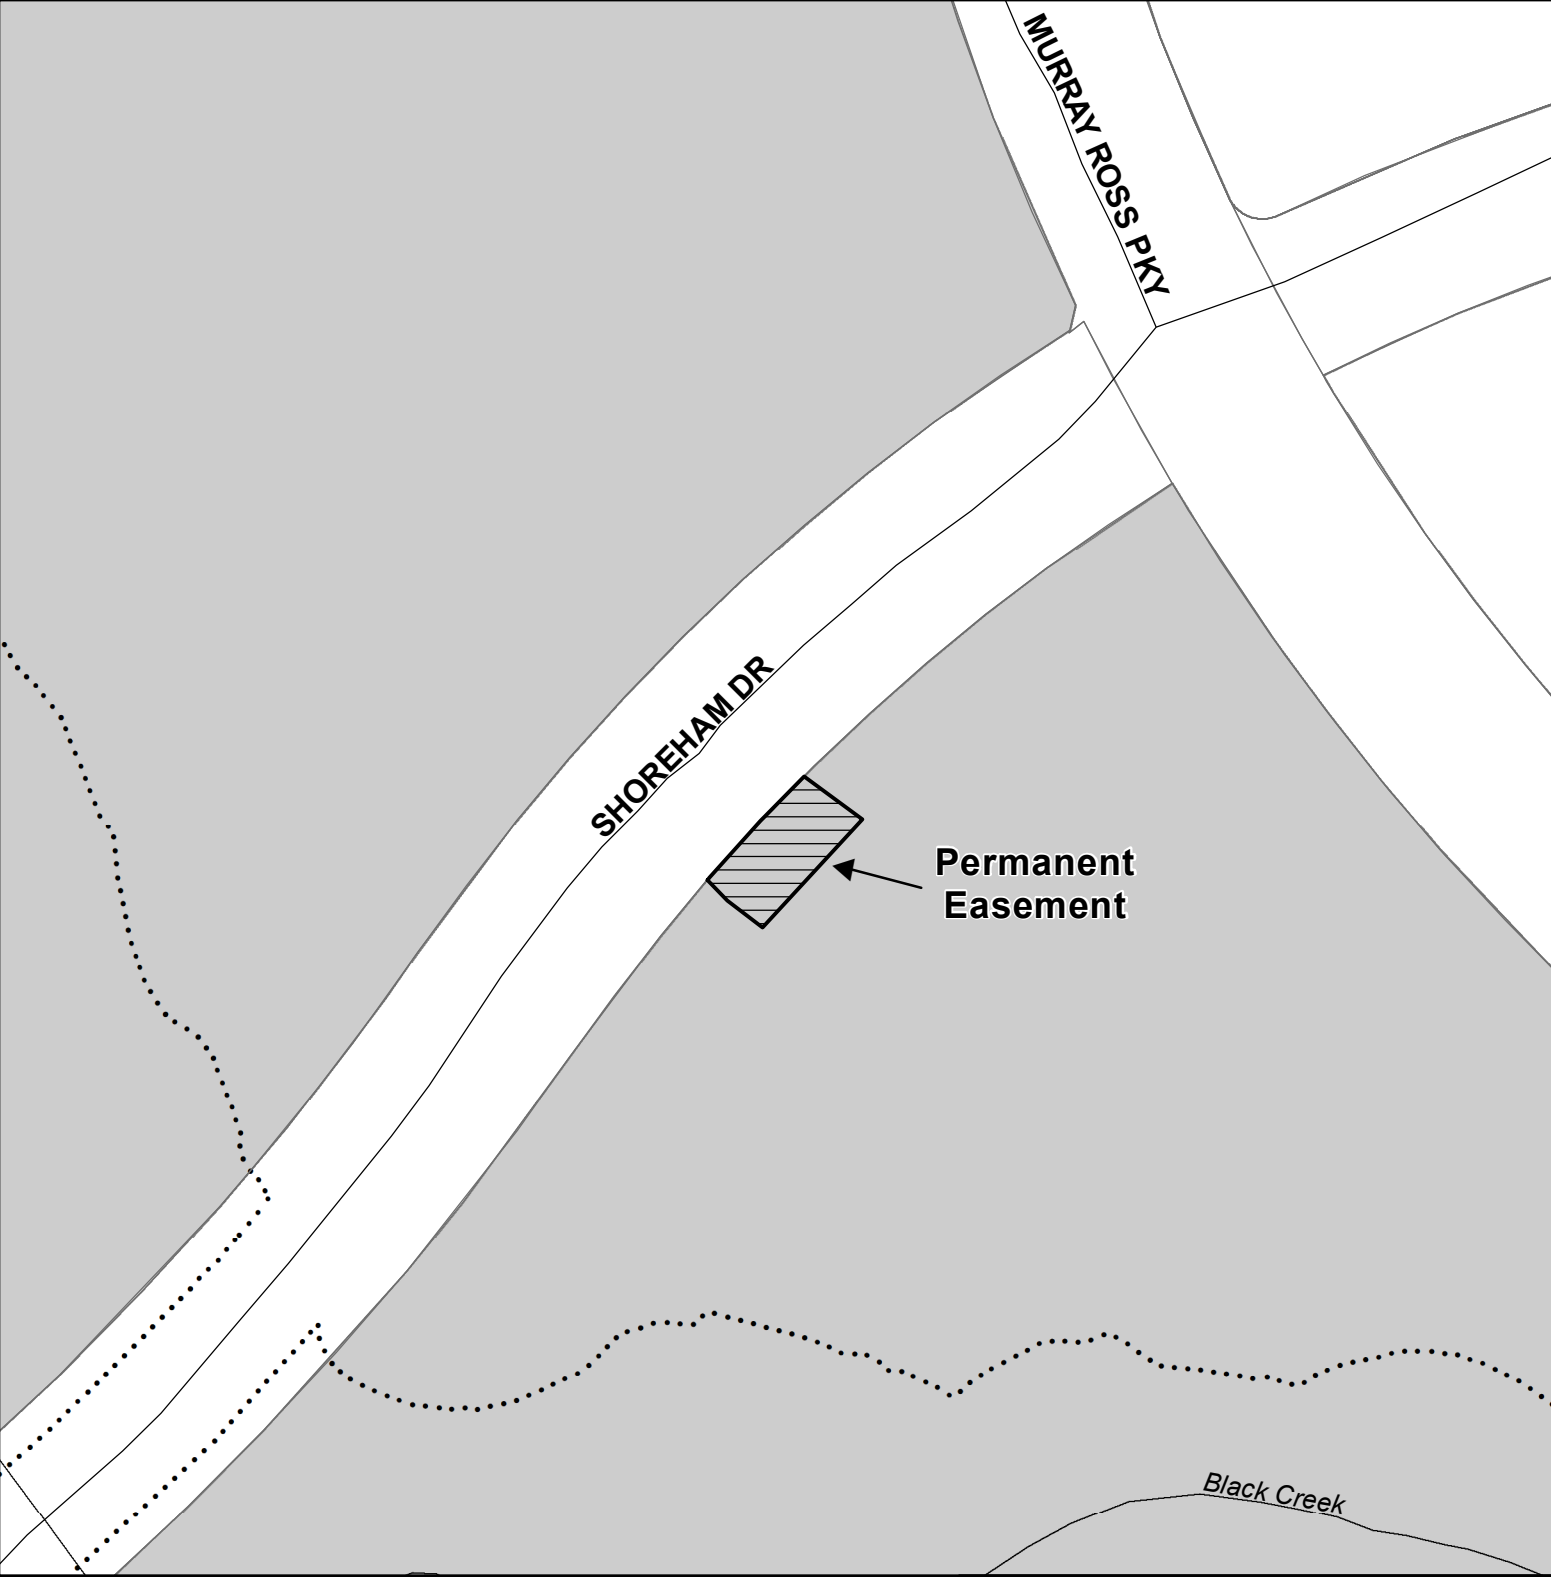 MURRAY ROSS PKY
SHOREHAM DR
Permanent
Easement
Black Creek